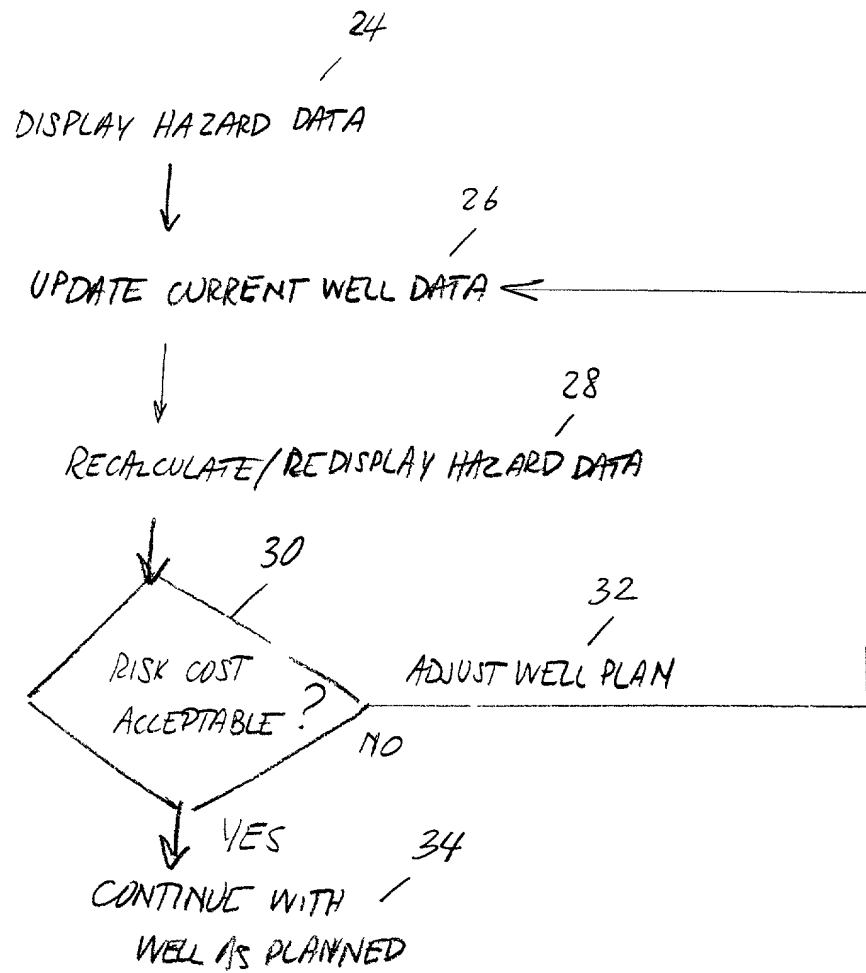 24
DISPLAY HAZARD DATA
26
UPDATE CURRENT WELL DATA
28
RECALCULATE/REDISPLAY HAZARD DATA
30
RISK COST
ACCEPTABLE ?
32
ADJUST WELL PLAN
NO
YES
34
CONTINUE WITH
WELL AS PLANNED